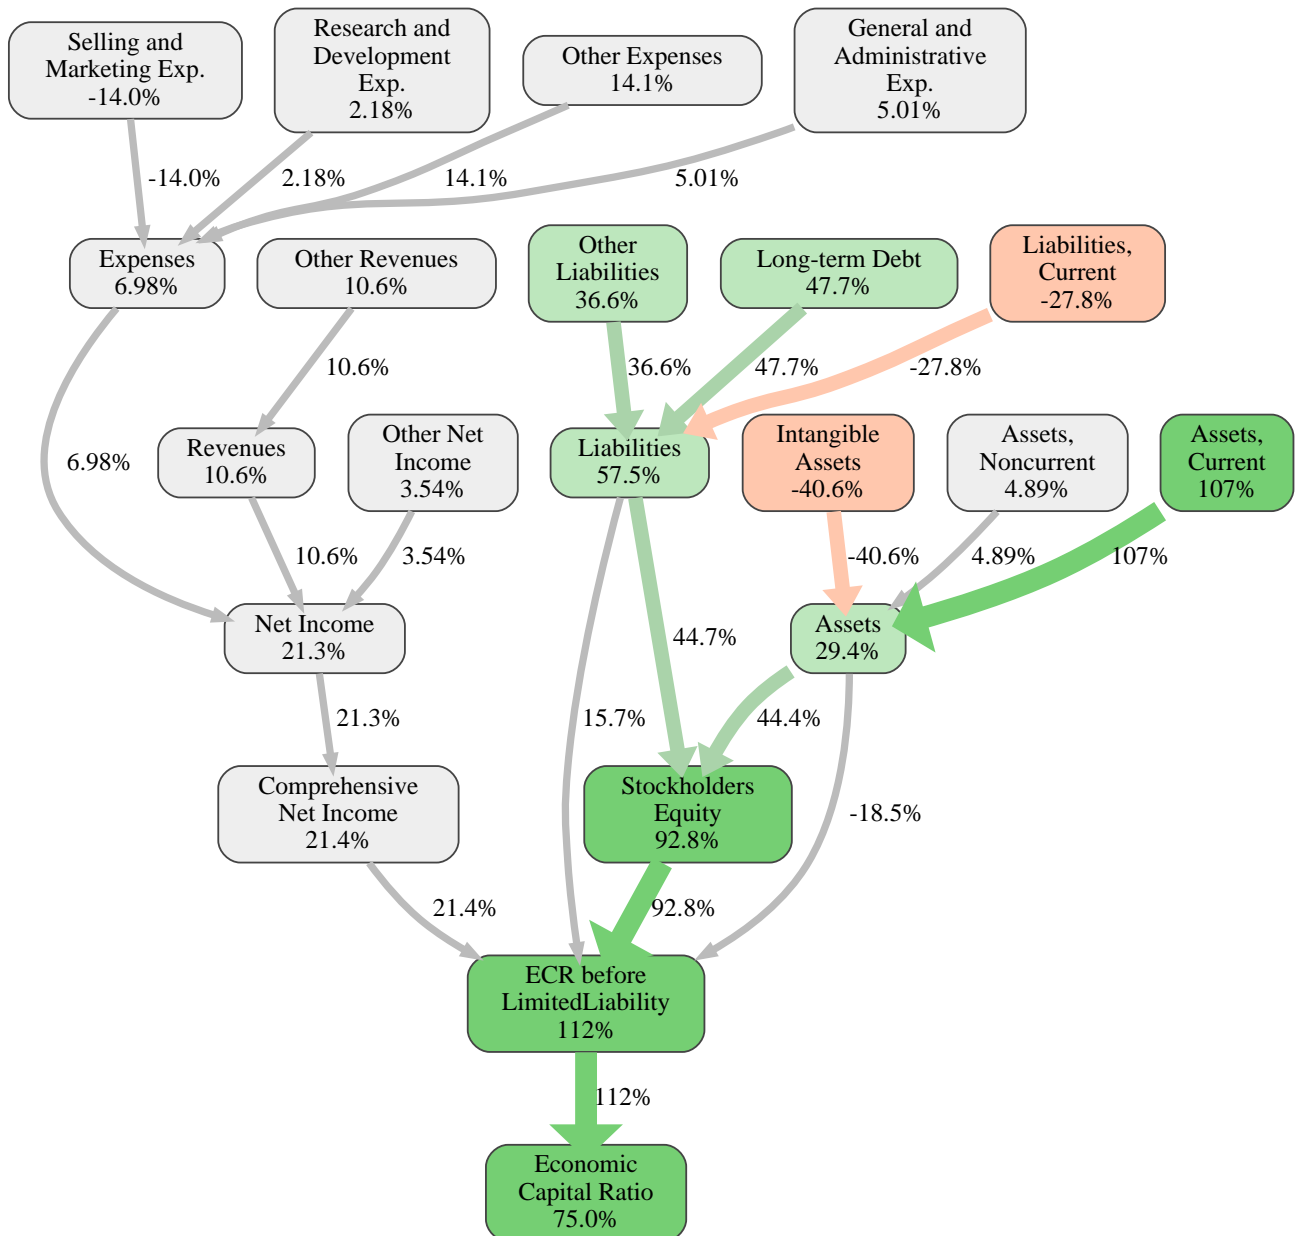 Selling and
Marketing Exp.
-14.0%
Research and
Development
Exp.
2.18%
Other Expenses
14.1%
General and
Administrative
Exp.
5.01%
-14.0%
2.18%
14.1%
5.01%
Expenses
6.98%
Other Revenues
10.6%
Other
Liabilities
36.6%
Long-term Debt
47.7%
Liabilities,
Current
-27.8%
10.6%
36.6%
47.7%
-27.8%
6.98%
Revenues
10.6%
Other Net
Income
3.54%
Liabilities
57.5%
Intangible
Assets
-40.6%
Assets,
Noncurrent
4.89%
Assets,
Current
107%
10.6%
3.54%
-40.6%
4.89%
107%
Net Income
21.3%
44.7%
Assets
29.4%
21.3%
15.7%
44.4%
Comprehensive
Net Income
21.4%
Stockholders
Equity
92.8%
-18.5%
21.4%
92.8%
ECR before
LimitedLiability
112%
112%
Economic
Capital Ratio
75.0%